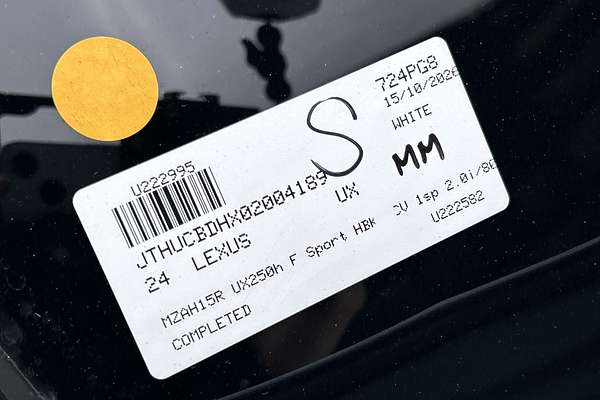 U222995
724PG8
15/10/2026
JTHUCBDHX02004189
S
WHITE
24 LEXUS UX
MM
MZAH15R UX250h F Sport HBK CV 1sp 2.0i/80
COMPLETED
U222582